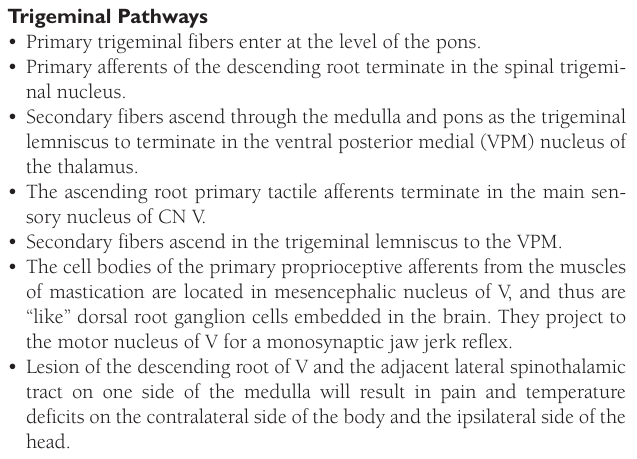 Trigeminal Pathways
• Primary trigeminal fibers enter at the level of the pons.
• Primary afferents of the descending root terminate in the spinal trigemi-
nal nucleus.
• Secondary fibers ascend through the medulla and pons as the trigeminal
lemniscus to terminate in the ventral posterior medial (VPM) nucleus of
the thalamus.
• The ascending root primary tactile afferents terminate in the main sen-
sory nucleus of CN V.
• Secondary fibers ascend in the trigeminal lemniscus to the VPM.
• The cell bodies of the primary proprioceptive afferents from the muscles
of mastication are located in mesencephalic nucleus of V, and thus are
“like” dorsal root ganglion cells embedded in the brain. They project to
the motor nucleus of V for a monosynaptic jaw jerk reflex.
• Lesion of the descending root of V and the adjacent lateral spinothalamic
tract on one side of the medulla will result in pain and temperature
deficits on the contralateral side of the body and the ipsilateral side of the
head.